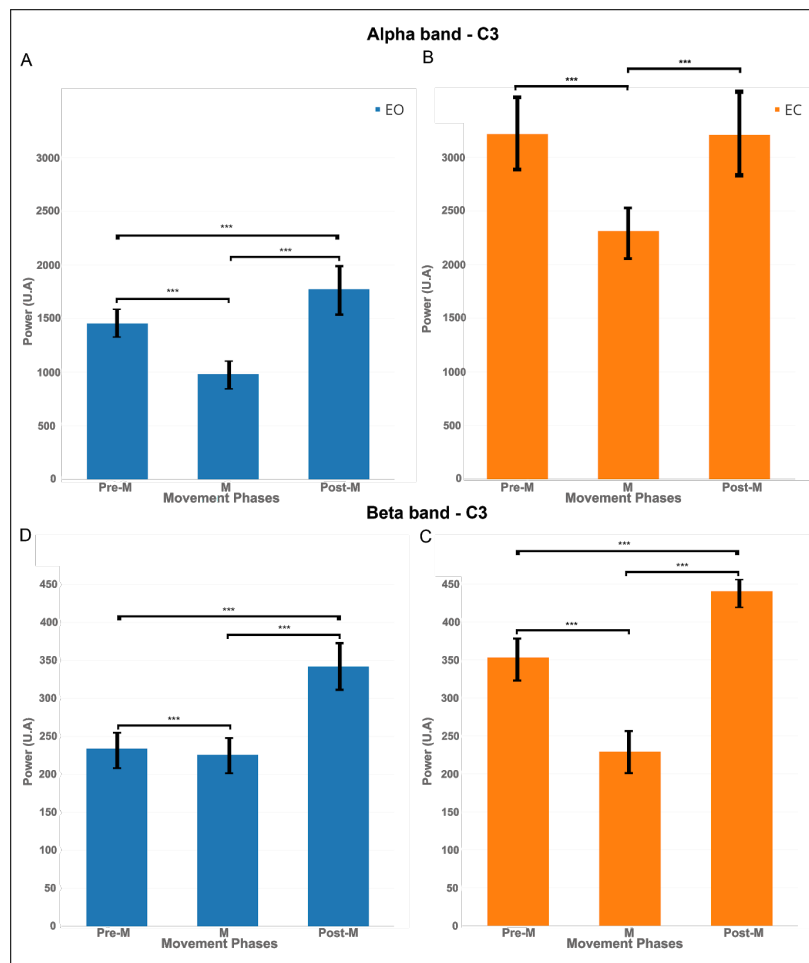 Alpha band - C3
A
EO
3000
2500
2000
1500
1000
500
0
Power (U.A)
***
***
***
Pre-M M Post-M
Movement Phases
B
EC
3000
2500
2000
1500
1000
500
0
Power (U.A)
***
***
Pre-M M Post-M
Movement Phases
Beta band - C3
D
450
400
350
300
250
200
150
100
50
0
Power (U.A)
***
***
***
Pre-M M Post-M
Movement Phases
C
450
400
350
300
250
200
150
100
50
0
Power (U.A)
***
***
***
Pre-M M Post-M
Movement Phases